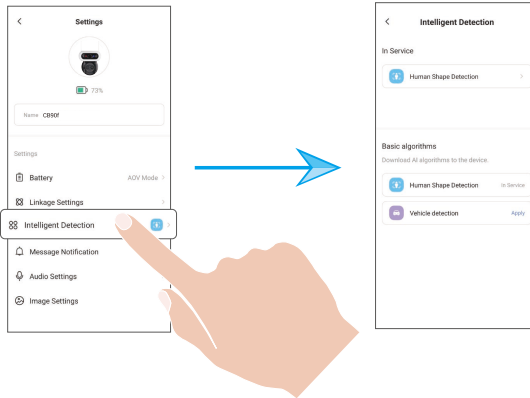 Settings
73%
Name CB90f
Settings
Battery AOV Mode
Linkage Settings
Intelligent Detection
Message Notification
Audio Settings
Image Settings
Intelligent Detection
In Service
Human Shape Detection
Basic algorithms
Download AI algorithms to the device.
Human Shape Detection In Service
Vehicle detection Apply